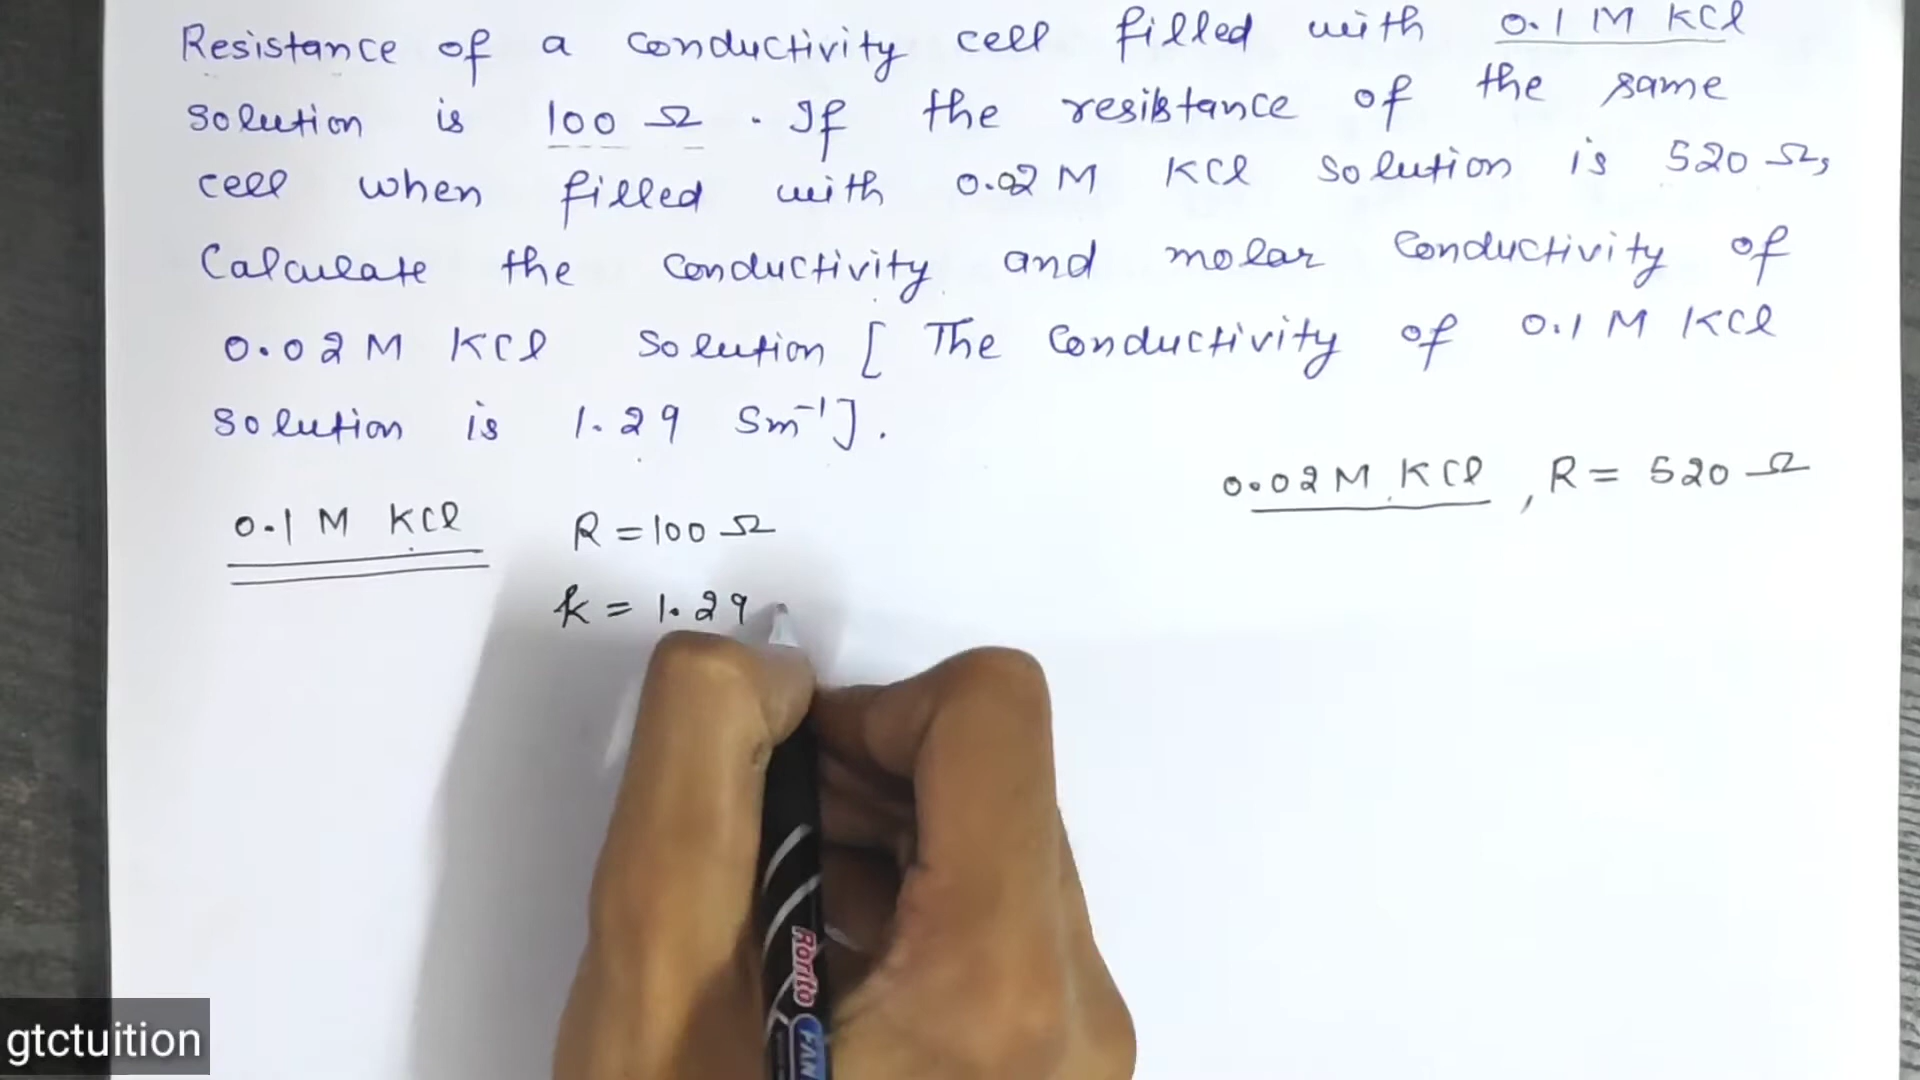 Resistance of a conductivity cell filled with 0.1 M KCl
solution is 100 Ω. If the resistance of the same
cell when filled with 0.02 M KCl solution is 520 Ω,
Calculate the conductivity and molar conductivity of
0.02 M KCl solution [ The conductivity of 0.1 M KCl
solution is 1.29 Sm⁻¹].
0.02 M KCl, R = 520 Ω
0.1 M KCl R = 100 Ω
k = 1.29
Rorito
gtctuition